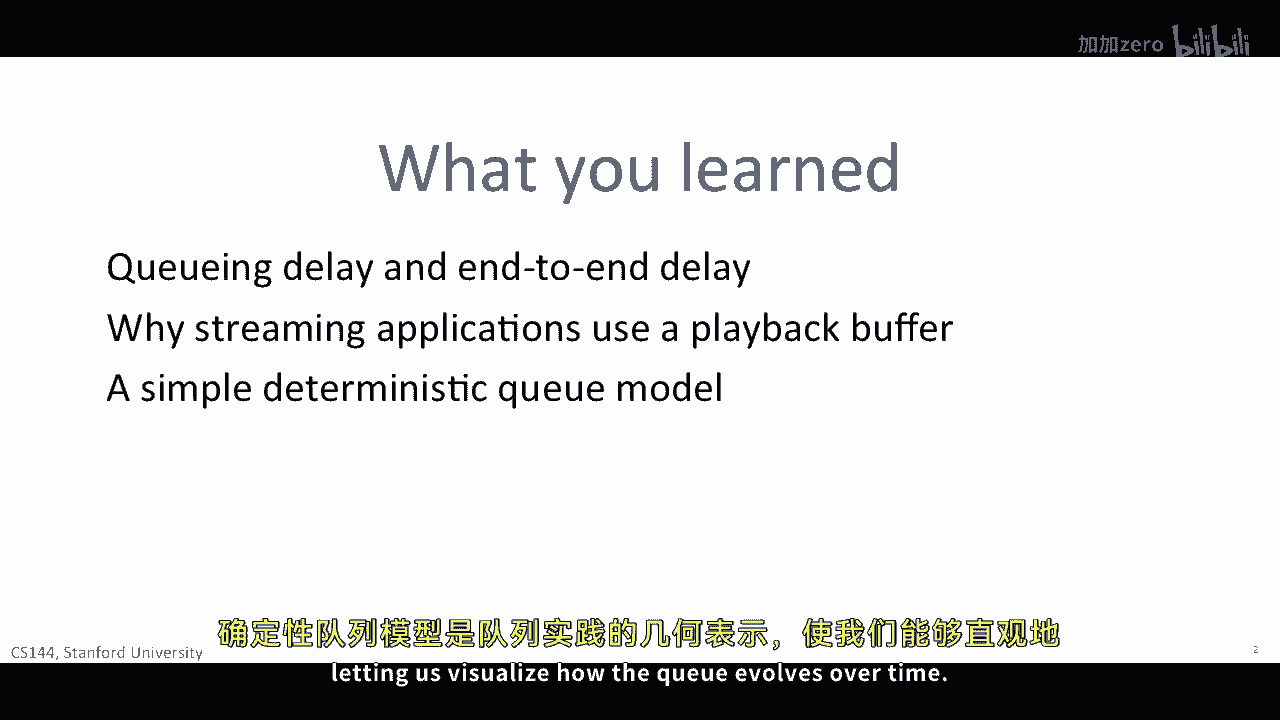 加加zero bilibili
What you learned
Queueing delay and end-to-end delay
Why streaming applications use a playback buffer
A simple deterministic queue model
确定性队列模型是队列实践的几何表示，使我们能够直观地
CS144, Stanford University
2
letting us visualize how the queue evolves over time.